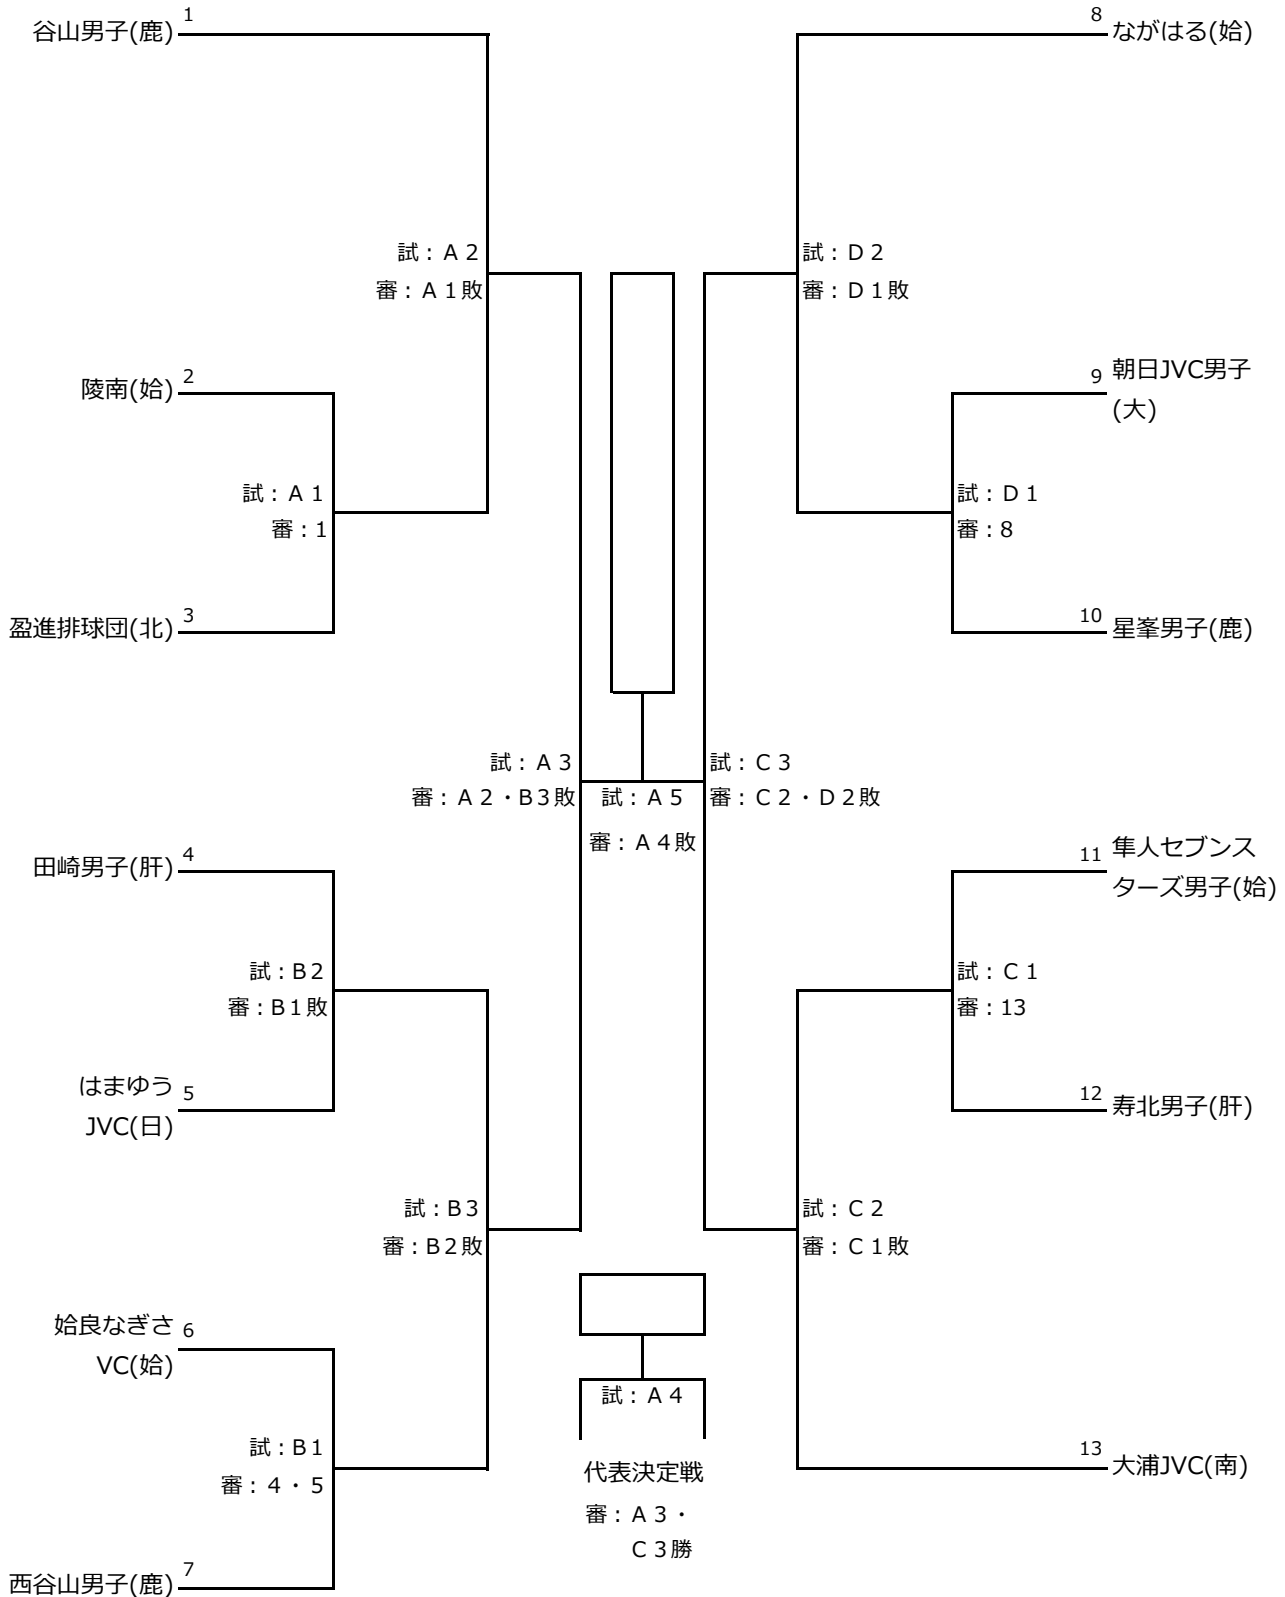 谷山男子(鹿)
1
試：Ａ２
審：Ａ１敗
陵南(姶)
2
試：Ａ１
審：1
盈進排球団(北)
3
試：Ａ３
審：Ａ２・Ｂ３敗
田崎男子(肝)
4
試：Ｂ２
審：Ｂ１敗
はまゆう
JVC(日)
5
試：Ｂ３
審：Ｂ２敗
姶良なぎさ
VC(姶)
6
試：Ｂ１
審：４・５
西谷山男子(鹿)
7
試：Ａ５
審：Ａ４敗
試：Ａ４
代表決定戦
審：Ａ３・
Ｃ３勝
8
ながはる(姶)
試：Ｄ２
審：Ｄ１敗
9
朝日JVC男子
(大)
試：Ｄ１
審：8
10
星峯男子(鹿)
試：Ｃ３
審：Ｃ２・Ｄ２敗
11
隼人セブンス
ターズ男子(姶)
試：Ｃ１
審：13
12
寿北男子(肝)
試：Ｃ２
審：Ｃ１敗
13
大浦JVC(南)